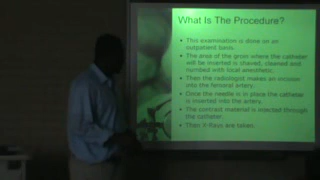 What Is The Procedure?
This examination is done on an
outpatient basis.
The area of the groin where the catheter
will be inserted is shaved, cleaned and
numbed with local anesthetic.
Then the radiologist makes an incision
into the femoral artery.
Once the needle is in place the catheter
is inserted into the artery.
The contrast material is injected through
the catheter.
Then X-Rays are taken.